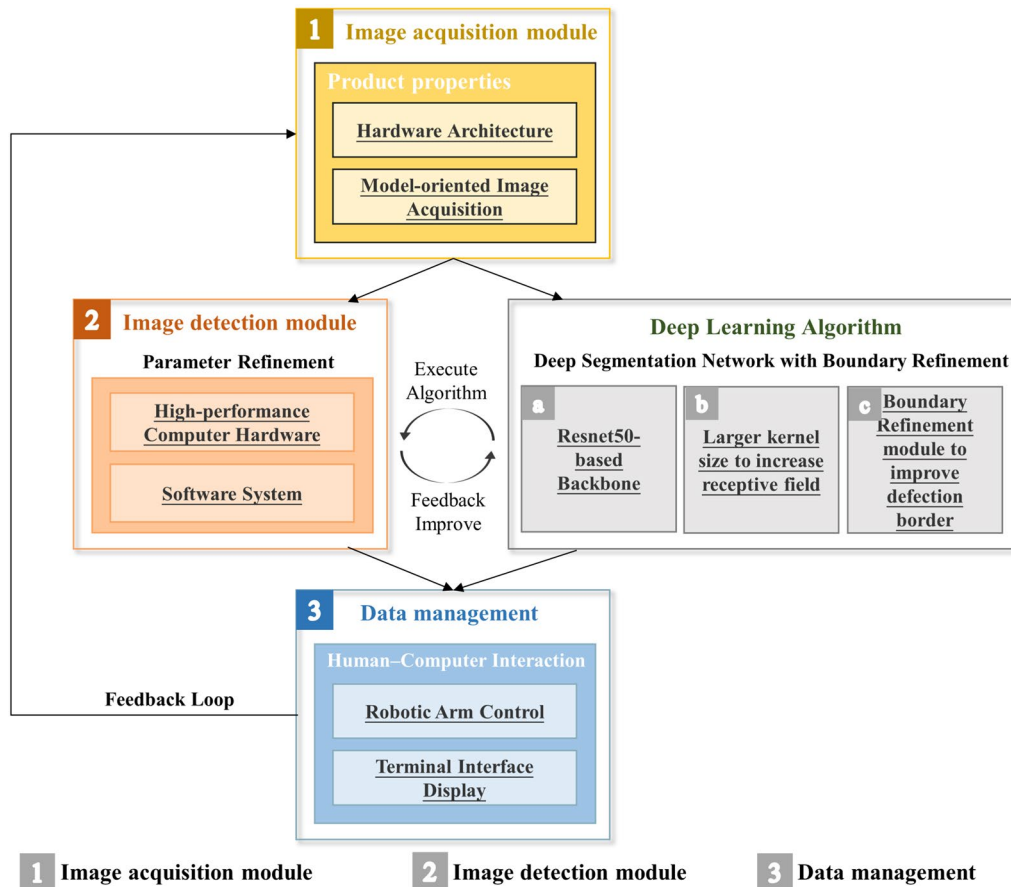 1 Image acquisition module
Product properties
Hardware Architecture
Model-oriented Image
Acquisition
2 Image detection module
Parameter Refinement
High-performance
Computer Hardware
Software System
Execute
Algorithm
Feedback
Improve
Deep Learning Algorithm
Deep Segmentation Network with Boundary Refinement
a
Resnet50-
based
Backbone
b
Larger kernel
size to increase
receptive field
c
Boundary
Refinement
module to
improve
defection
border
3 Data management
Human–Computer Interaction
Robotic Arm Control
Terminal Interface
Display
Feedback Loop
1 Image acquisition module
2 Image detection module
3 Data management